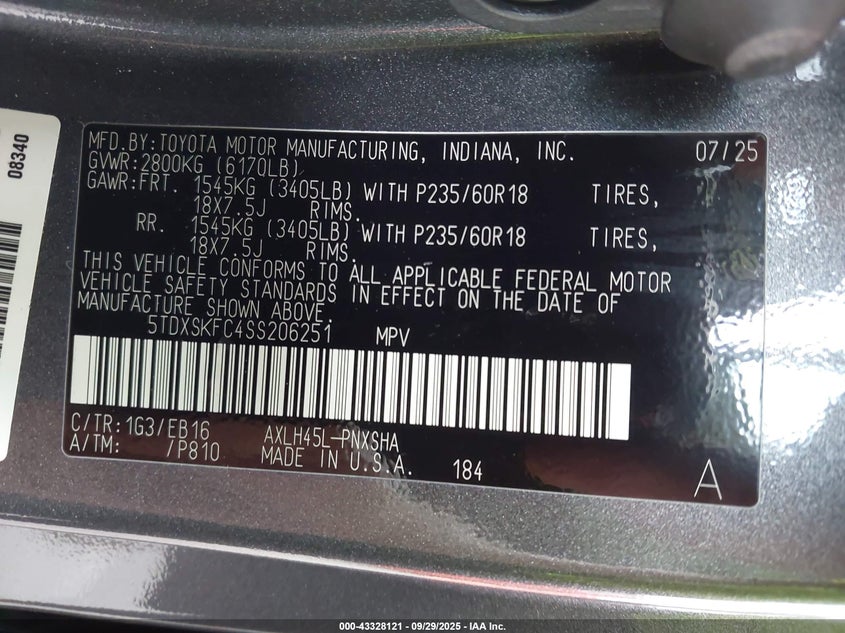 08340
MFD.BY:TOYOTA MOTOR MANUFACTURING, INDIANA, INC. 07/25
GVWR:2800KG (6170LB)
GAWR:FRT. 1545KG (3405LB) WITH P235/60R18 TIRES,
18X7.5J RIMS.
RR. 1545KG (3405LB) WITH P235/60R18 TIRES,
18X7.5J RIMS.
THIS VEHICLE CONFORMS TO ALL APPLICABLE FEDERAL MOTOR
VEHICLE SAFETY STANDARDS IN EFFECT ON THE DATE OF
MANUFACTURE SHOWN ABOVE.
5TDXSKFC4SS206251 MPV
C/TR:1G3/EB16 AXLH45L-PNXSHA
A/TM: /P810 MADE IN U.S.A. 184
A
000-43328121 - 09/29/2025 - IAA Inc.